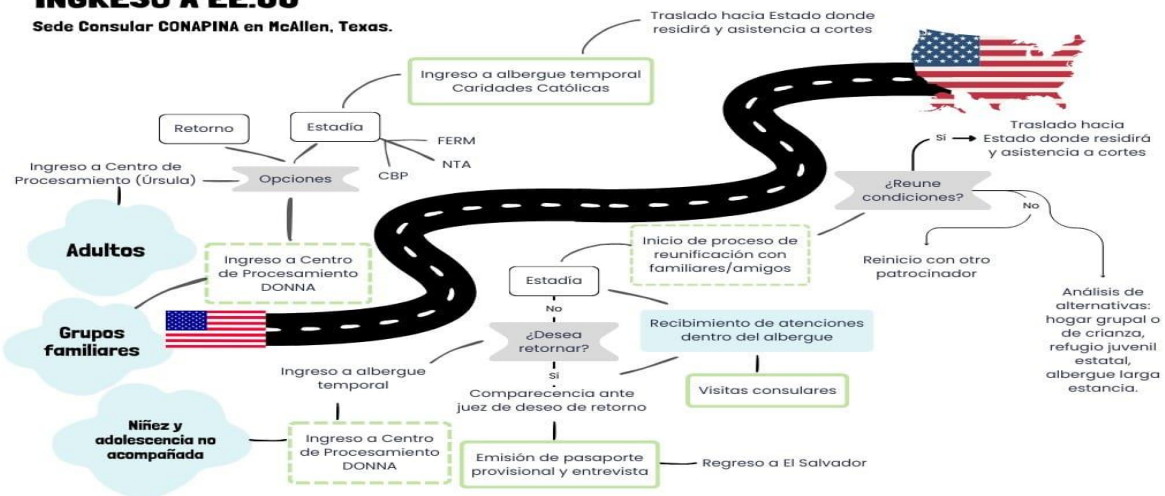 INGRESO A EE.UU
Sede Consular CONAPINA en McAllen, Texas.
Traslado hacia Estado donde
residirá y asistencia a cortes
Ingreso a albergue temporal
Caridades Católicas
Retorno
Estadía
FERM
NTA
CBP
Ingreso a Centro de
Procesamiento (Úrsula)
Opciones
Adultos
Ingreso a Centro
de Procesamiento
DONNA
Grupos
familiares
Niñez y
adolescencia no
acompañada
Ingreso a Centro
de Procesamiento
DONNA
Ingreso a albergue
temporal
¿Desea
retornar?
No
Estadía
Sí
Comparecencia ante
juez de deseo de retorno
Emisión de pasaporte
provisional y entrevista
Regreso a El Salvador
Inicio de proceso de
reunificación con
familiares/amigos
Recibimiento de atenciones
dentro del albergue
Visitas consulares
¿Reune
condiciones?
Sí
Traslado hacia
Estado donde residirá
y asistencia a cortes
No
Reinicio con otro
patrocinador
Análisis de
alternativas:
hogar grupal o
de crianza,
refugio juvenil
estatal,
albergue larga
estancia.